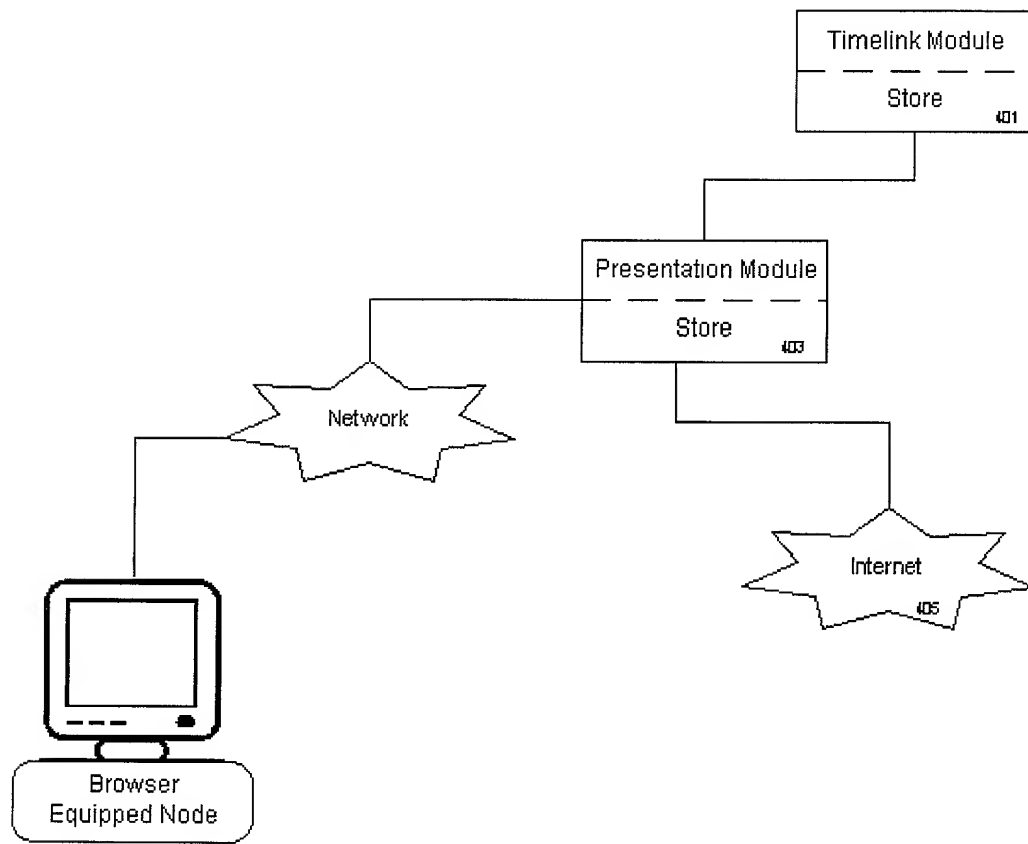 Timelink Module
Store
401
Presentation Module
Store
403
Network
Internet
405
Browser
Equipped Node